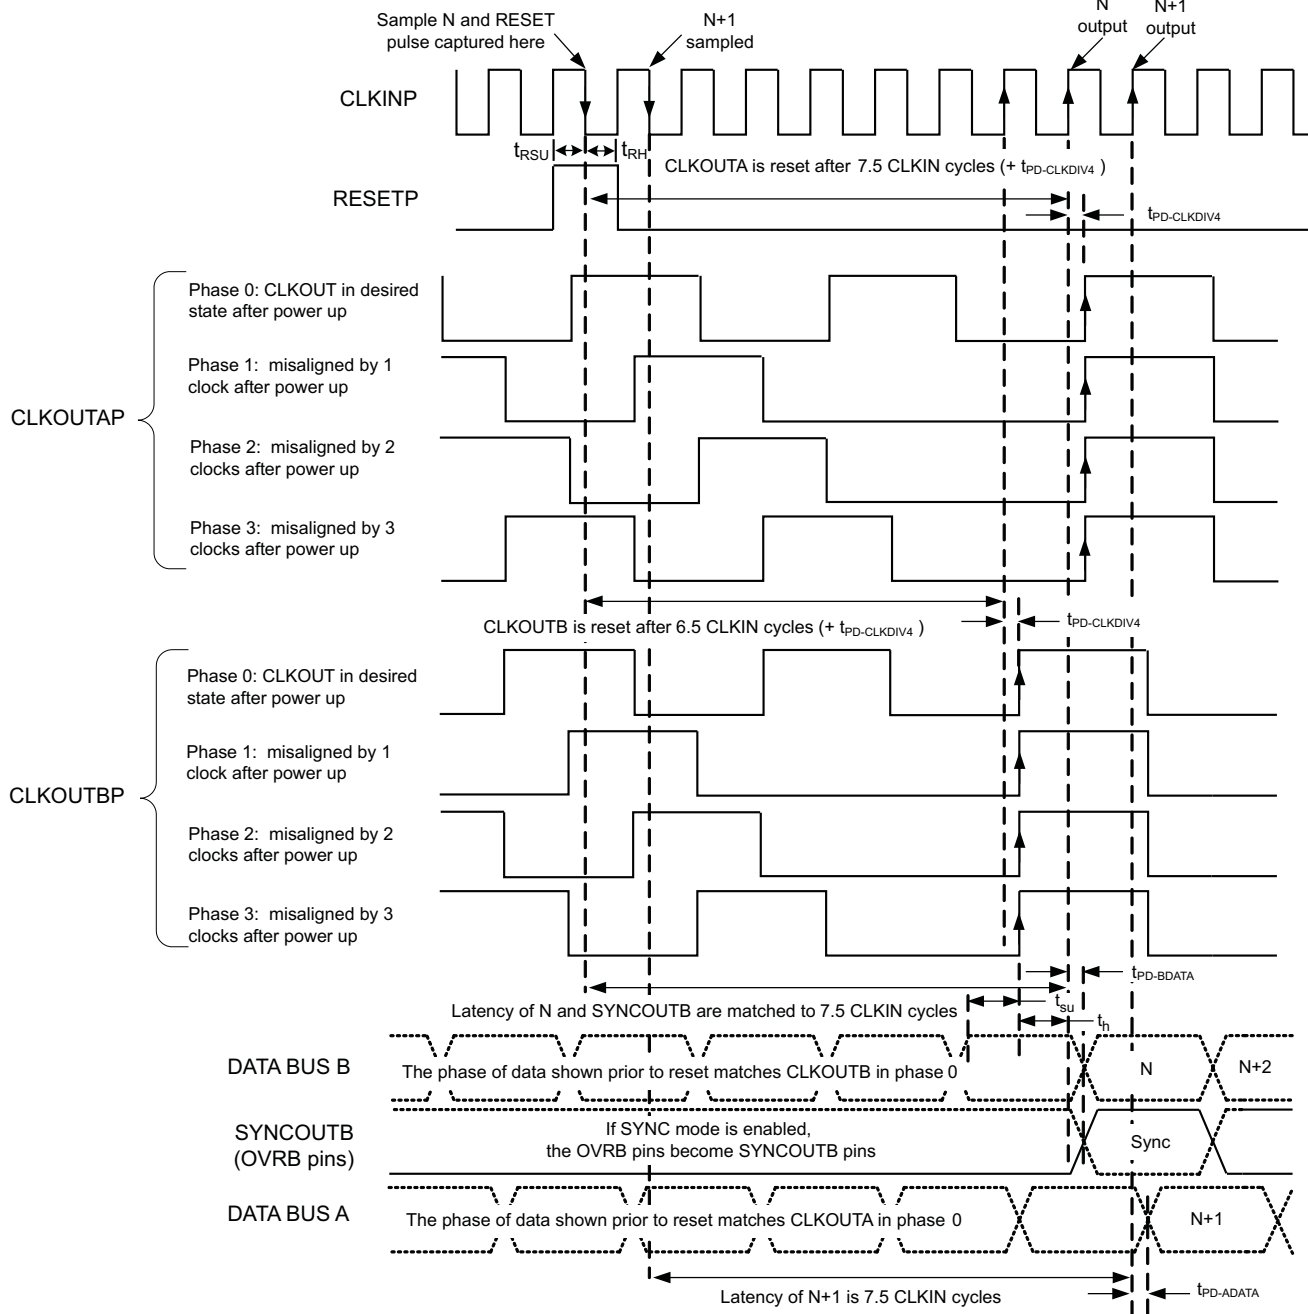 Sample N and RESET
pulse captured here
N+1
sampled
N
output
N+1
output
CLKINP
tRSU
tRH
CLKOUTA is reset after 7.5 CLKIN cycles (+ tPD-CLKDIV4 )
RESETP
tPD-CLKDIV4
Phase 0: CLKOUT in desired
state after power up
Phase 1: misaligned by 1
clock after power up
CLKOUTAP
Phase 2: misaligned by 2
clocks after power up
Phase 3: misaligned by 3
clocks after power up
CLKOUTB is reset after 6.5 CLKIN cycles (+ tPD-CLKDIV4 )
tPD-CLKDIV4
Phase 0: CLKOUT in desired
state after power up
Phase 1: misaligned by 1
clock after power up
CLKOUTBP
Phase 2: misaligned by 2
clocks after power up
Phase 3: misaligned by 3
clocks after power up
tPD-BDATA
Latency of N and SYNCOUTB are matched to 7.5 CLKIN cycles
tsu
th
DATA BUS B
The phase of data shown prior to reset matches CLKOUTB in phase 0
N
N+2
SYNCOUTB
(OVRB pins)
If SYNC mode is enabled,
the OVRB pins become SYNCOUTB pins
Sync
DATA BUS A
The phase of data shown prior to reset matches CLKOUTA in phase 0
N+1
Latency of N+1 is 7.5 CLKIN cycles
tPD-ADATA